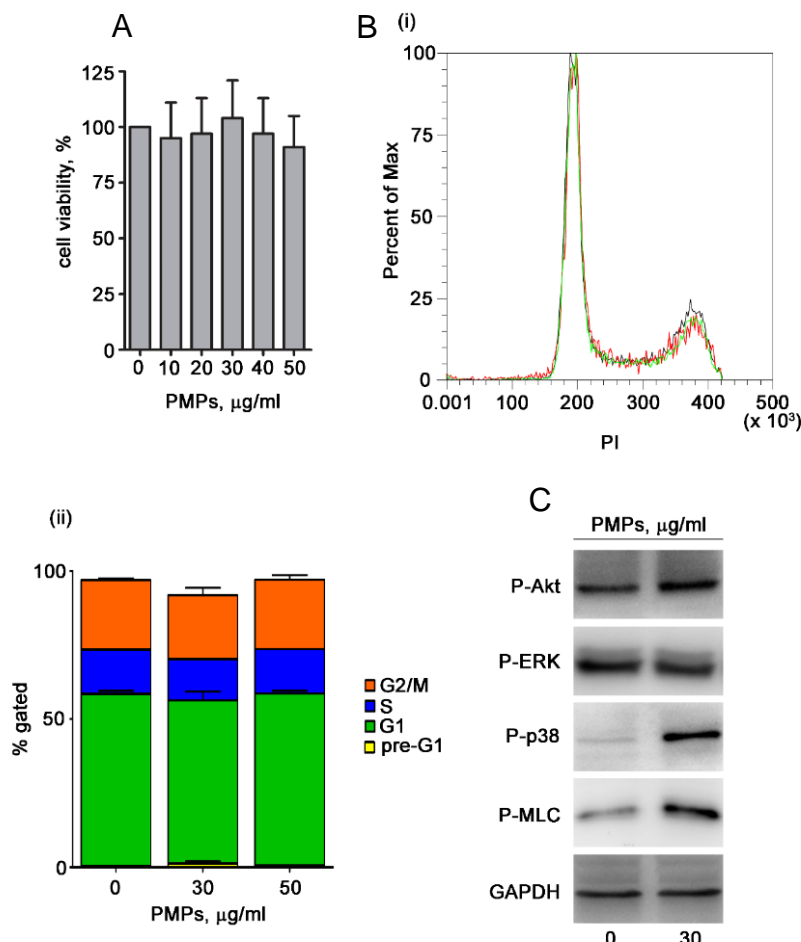 A
125
100
75
50
25
0
cell viability, %
0 10 20 30 40 50
PMPs, µg/ml
B (i)
100
75
50
25
0
Percent of Max
0.001 100 200 300 400 500
(x 10³)
PI
(ii)
100
50
0
% gated
0 30 50
PMPs, µg/ml
G2/M
S
G1
pre-G1
C
PMPs, µg/ml
P-Akt
P-ERK
P-p38
P-MLC
GAPDH
0 30